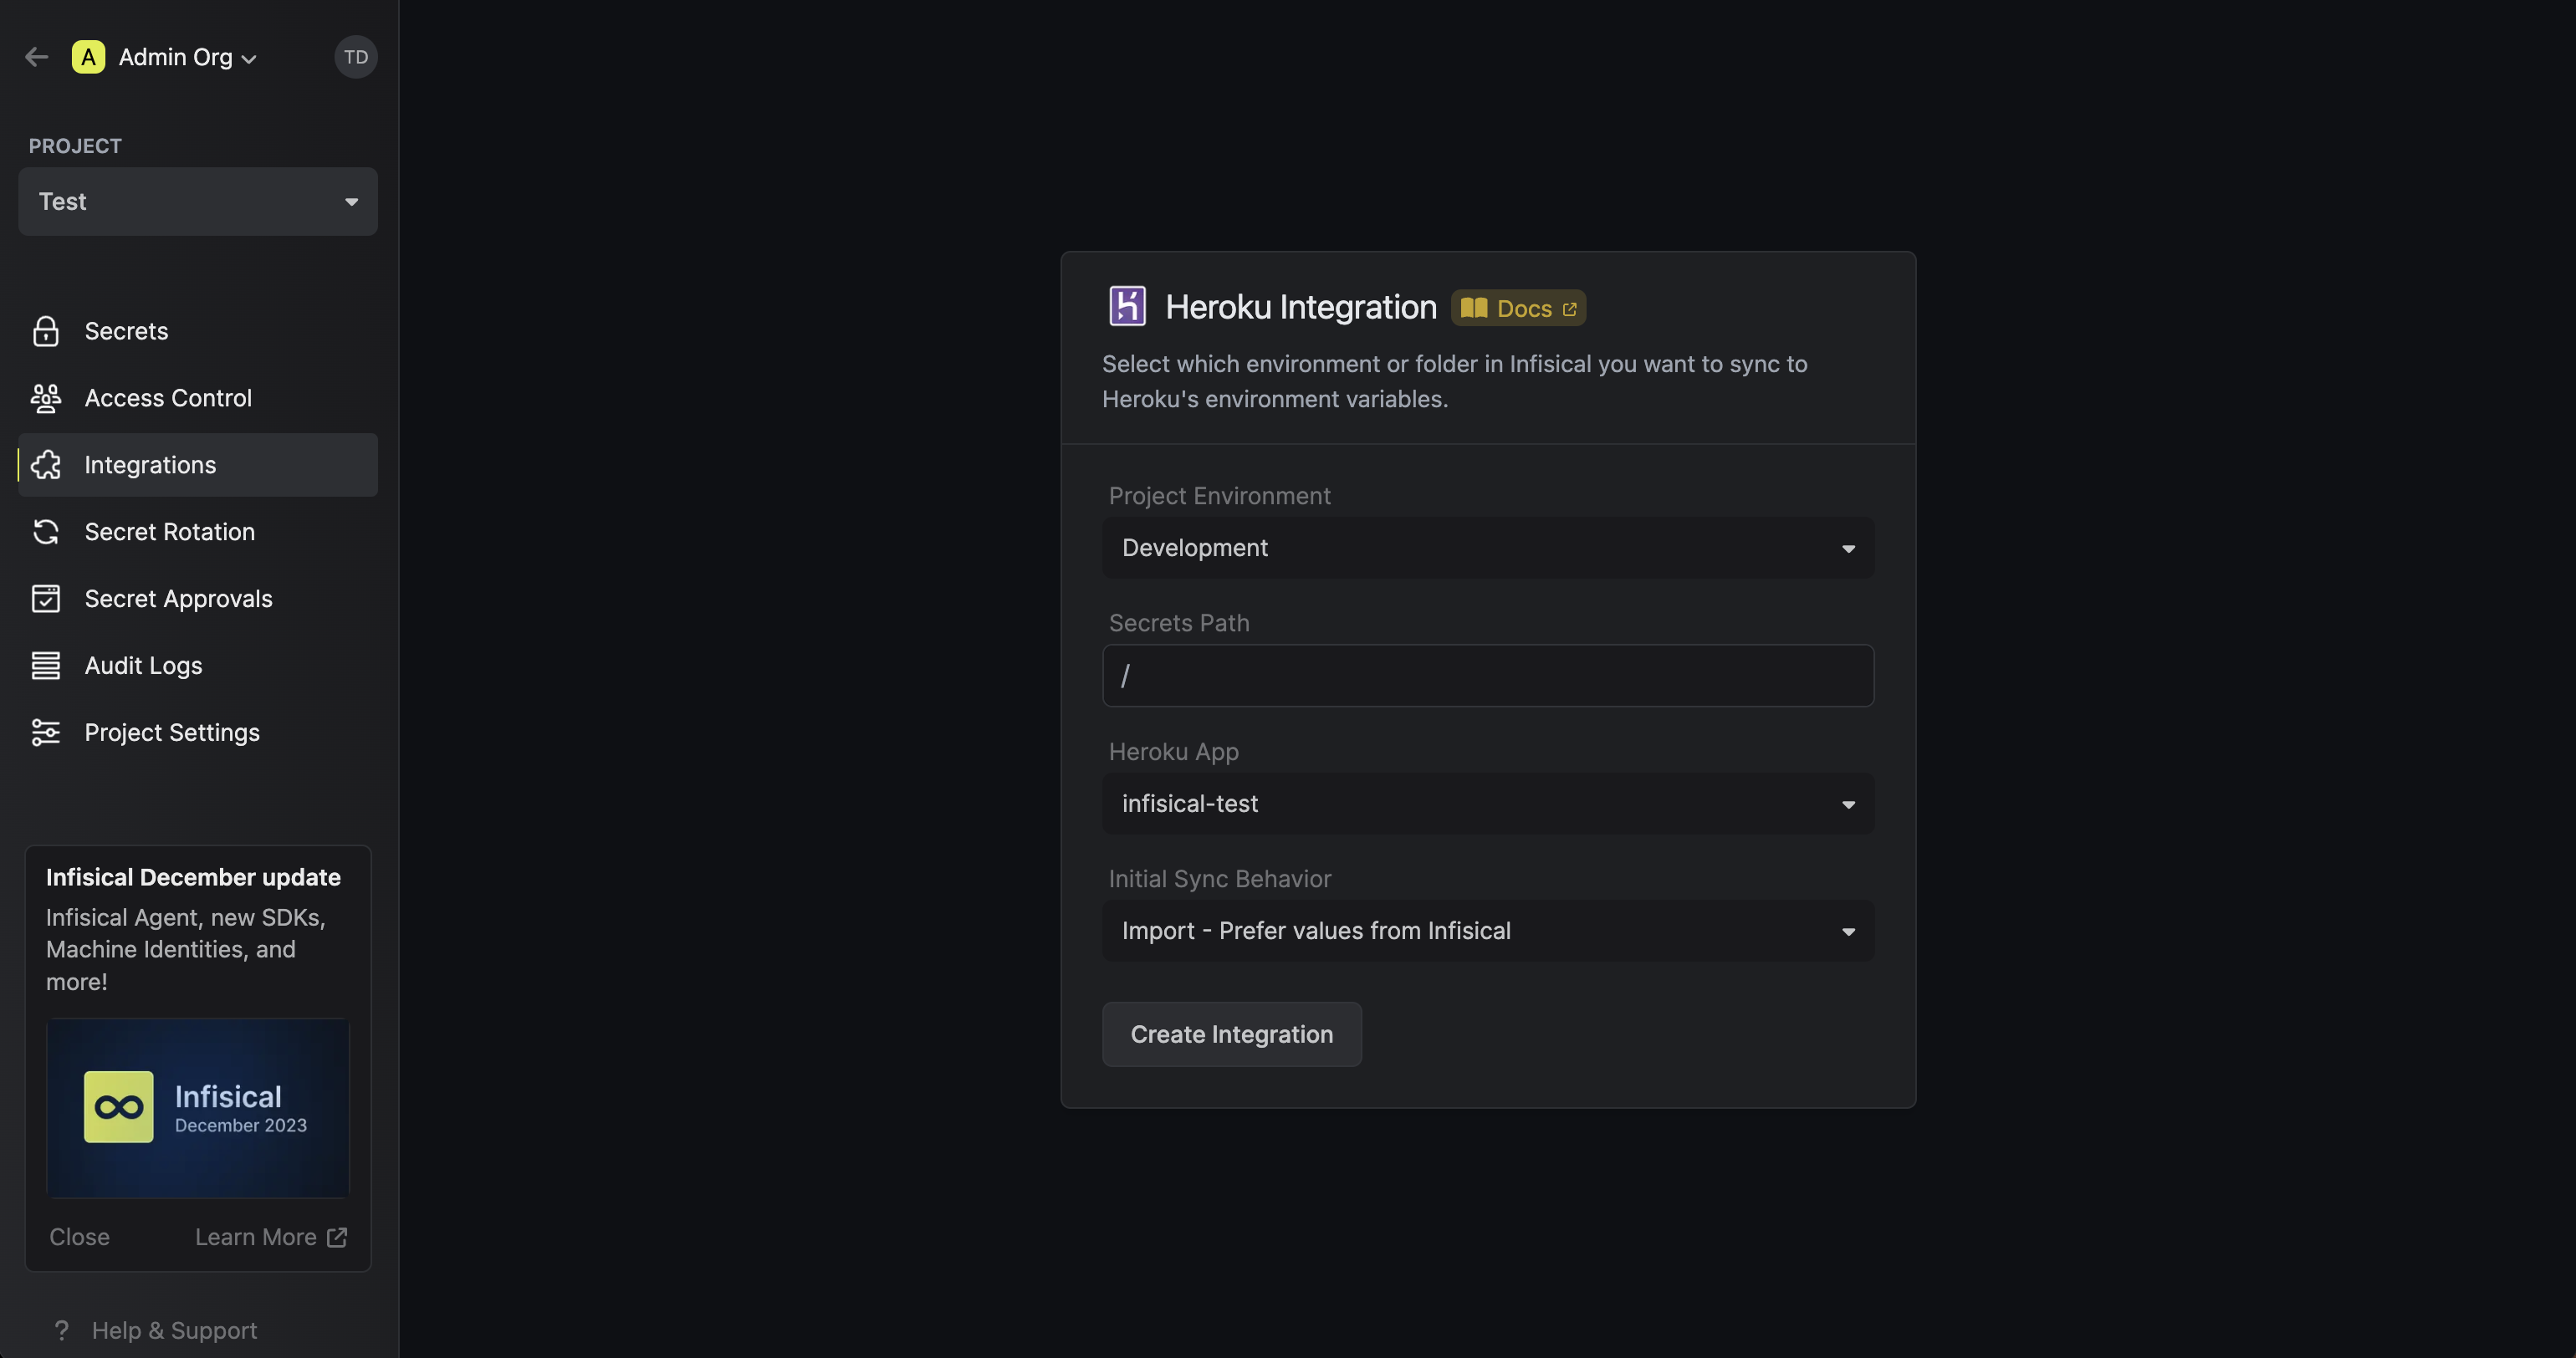 A Admin Org
TD
PROJECT
Test
Secrets
Access Control
Integrations
Secret Rotation
Secret Approvals
Audit Logs
Project Settings
Infisical December update
Infisical Agent, new SDKs,
Machine Identities, and
more!
Infisical
December 2023
Close
Learn More
? Help & Support
Heroku Integration
Docs
Select which environment or folder in Infisical you want to sync to
Heroku's environment variables.
Project Environment
Development
Secrets Path
/
Heroku App
infisical-test
Initial Sync Behavior
Import - Prefer values from Infisical
Create Integration